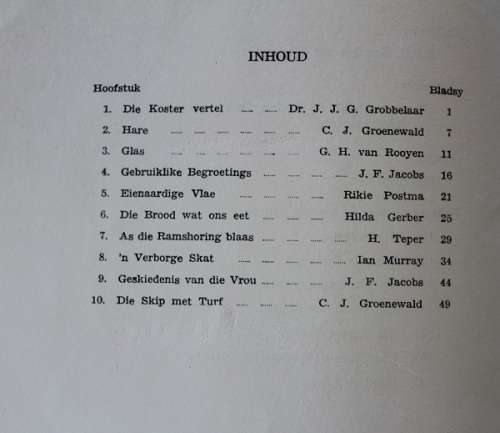 INHOUD
Hoofstuk Bladsy
1. Die Koster vertel ..... ..... Dr. J. J. G. Grobbelaar 1
2. Hare ..... ..... ..... ..... ..... C. J. Groenewald 7
3. Glas ..... ..... ..... ..... ..... G. H. van Rooyen 11
4. Gebruiklike Begroetings ..... ..... ..... J. F. Jacobs 16
5. Eienaardige Vlae ..... ..... ..... Rikie Postma 21
6. Die Brood wat ons eet ..... ..... Hilda Gerber 25
7. As die Ramshoring blaas ..... ..... ..... H. Teper 29
8. 'n Verborge Skat ..... ..... ..... ..... Ian Murray 34
9. Geskiedenis van die Vrou ..... ..... J. F. Jacobs 44
10. Die Skip met Turf ..... ..... ..... C. J. Groenewald 49